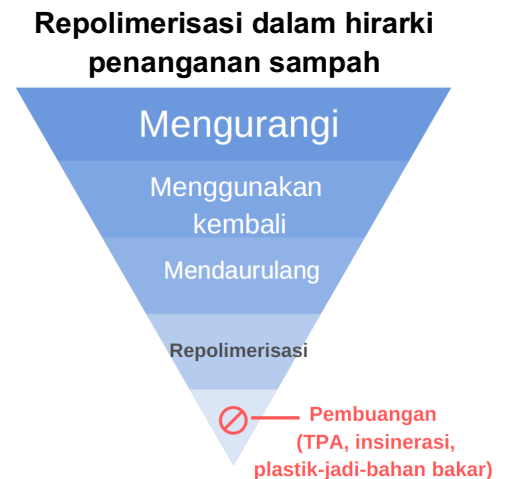 Repolimerisasi dalam hirarki
penanganan sampah
Mengurangi
Menggunakan
kembali
Mendaurulang
Repolimerisasi
Pembuangan
(TPA, insinerasi,
plastik-jadi-bahan bakar)